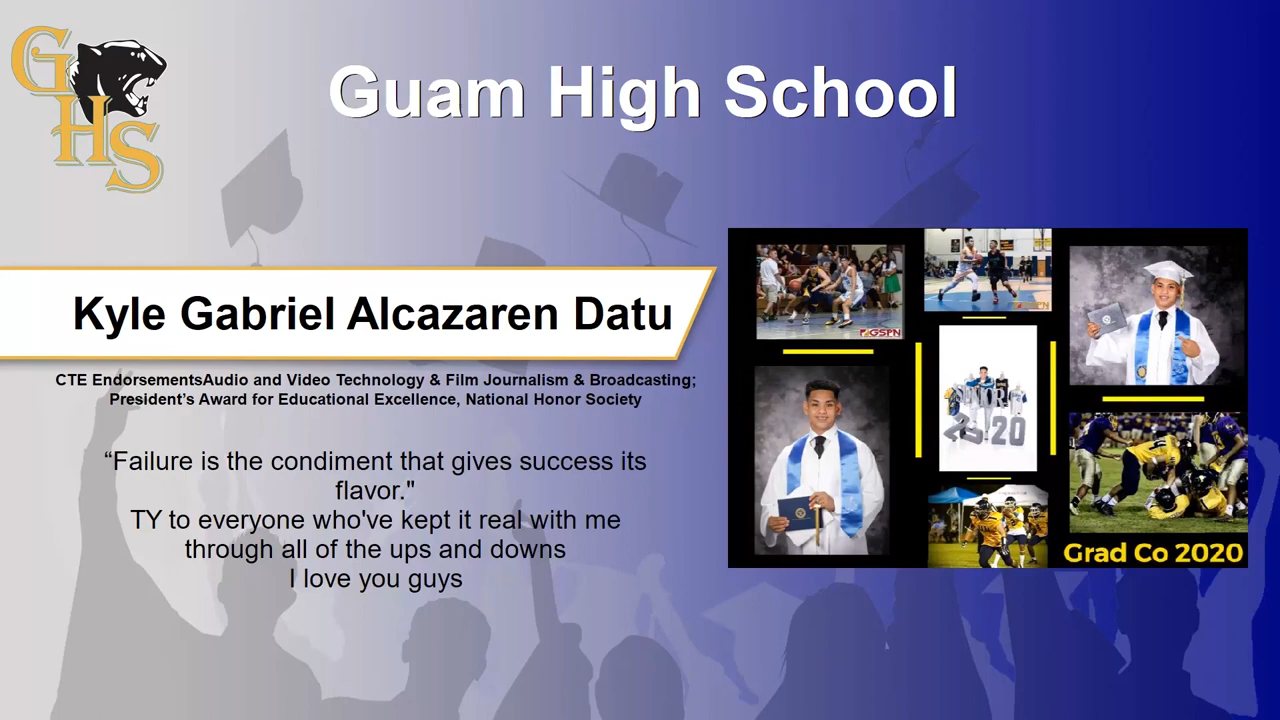 GHS
Guam High School
Kyle Gabriel Alcazaren Datu
CTE EndorsementsAudio and Video Technology & Film Journalism & Broadcasting;
President’s Award for Educational Excellence, National Honor Society
“Failure is the condiment that gives success its
flavor."
TY to everyone who've kept it real with me
through all of the ups and downs
I love you guys
GSPN
GSPN
2020
Grad Co 2020